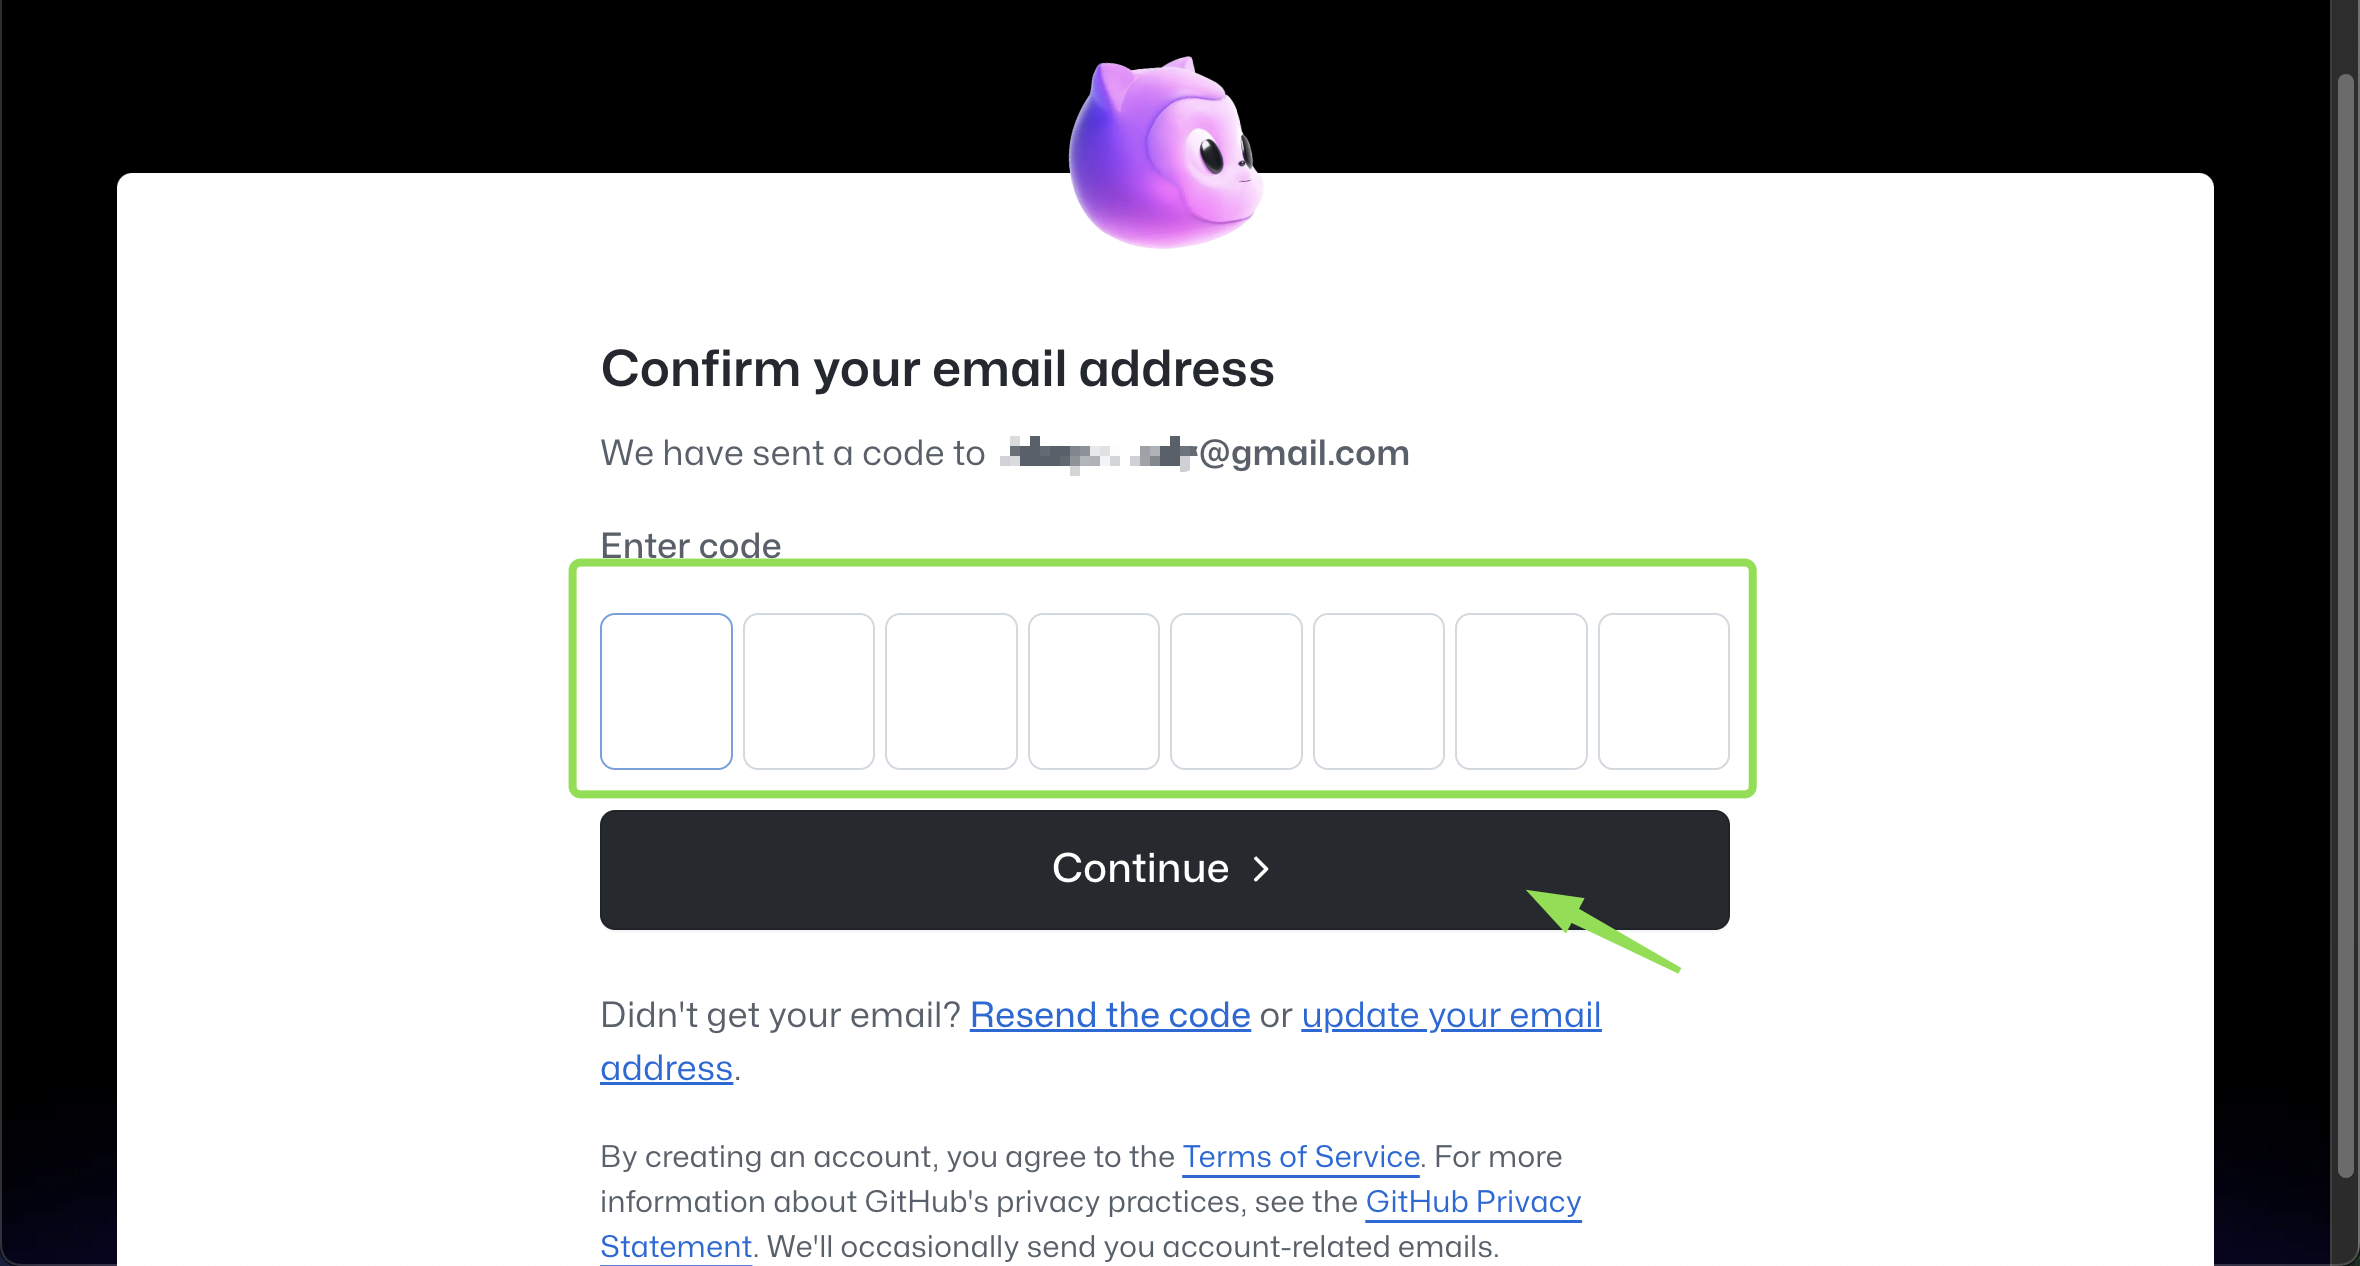 Confirm your email address
We have sent a code to @gmail.com
Enter code
Continue
Didn't get your email? Resend the code or update your email
address.
By creating an account, you agree to the Terms of Service. For more
information about GitHub's privacy practices, see the GitHub Privacy
Statement. We'll occasionally send you account-related emails.